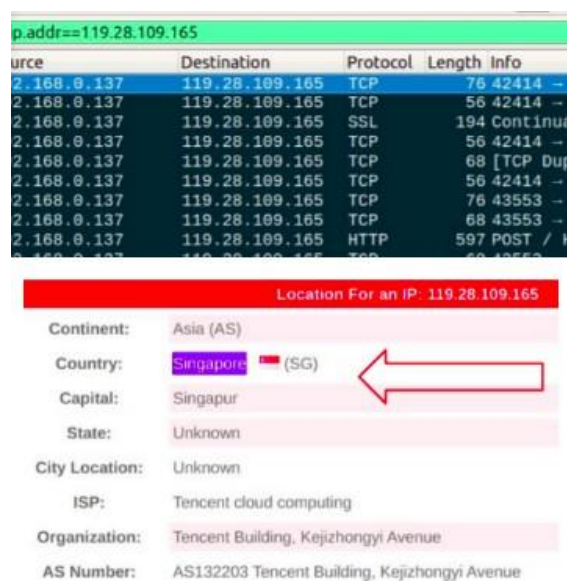 p.addr==119.28.109.165
urce Destination Protocol Length Info
2.168.0.137 119.28.109.165 TCP 76 42414 →
2.168.0.137 119.28.109.165 TCP 56 42414 →
2.168.0.137 119.28.109.165 SSL 194 Continua
2.168.0.137 119.28.109.165 TCP 56 42414 →
2.168.0.137 119.28.109.165 TCP 68 [TCP Dup
2.168.0.137 119.28.109.165 TCP 56 42414 →
2.168.0.137 119.28.109.165 TCP 76 43553 →
2.168.0.137 119.28.109.165 TCP 68 43553 →
2.168.0.137 119.28.109.165 HTTP 597 POST / H
Location For an IP: 119.28.109.165
Continent: Asia (AS)
Country: Singapore (SG)
Capital: Singapur
State: Unknown
City Location: Unknown
ISP: Tencent cloud computing
Organization: Tencent Building, Kejizhongyi Avenue
AS Number: AS132203 Tencent Building, Kejizhongyi Avenue